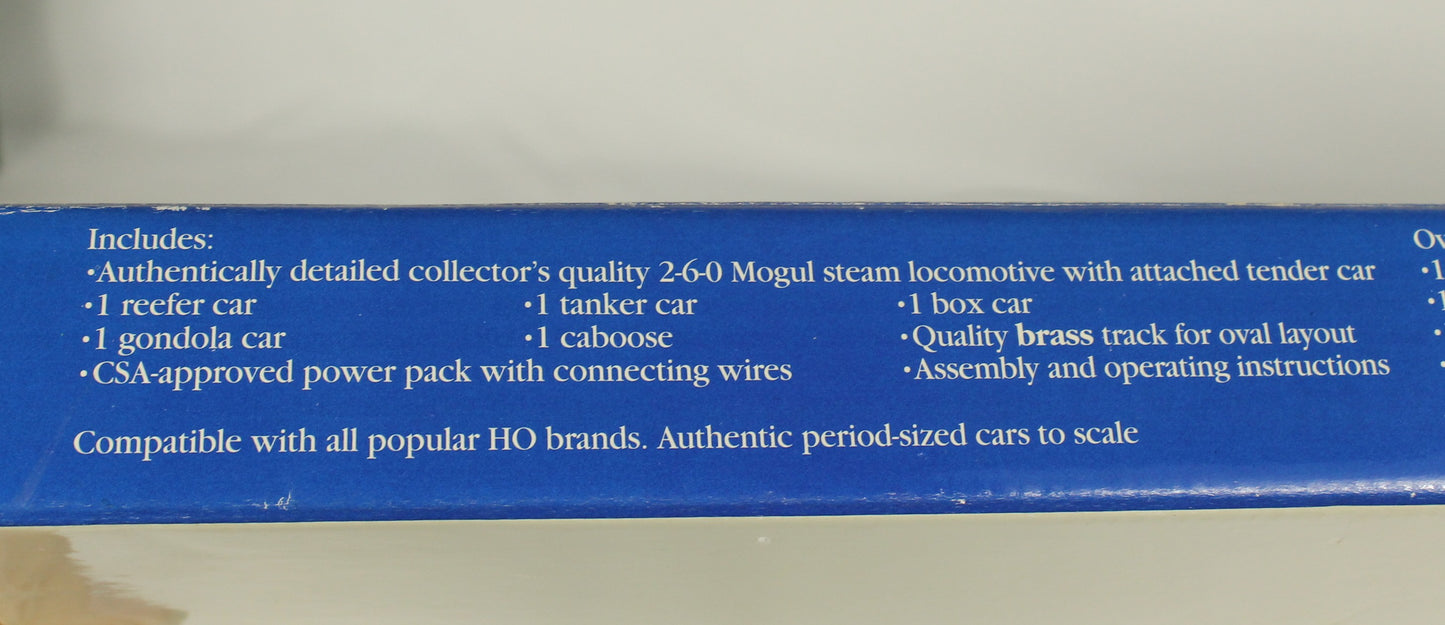 Includes:
•Authentically detailed collector's quality 2-6-0 Mogul steam locomotive with attached tender car
•1 reefer car •1 tanker car •1 box car
•1 gondola car •1 caboose •Quality brass track for oval layout
•CSA-approved power pack with connecting wires •Assembly and operating instructions
Compatible with all popular HO brands. Authentic period-sized cars to scale